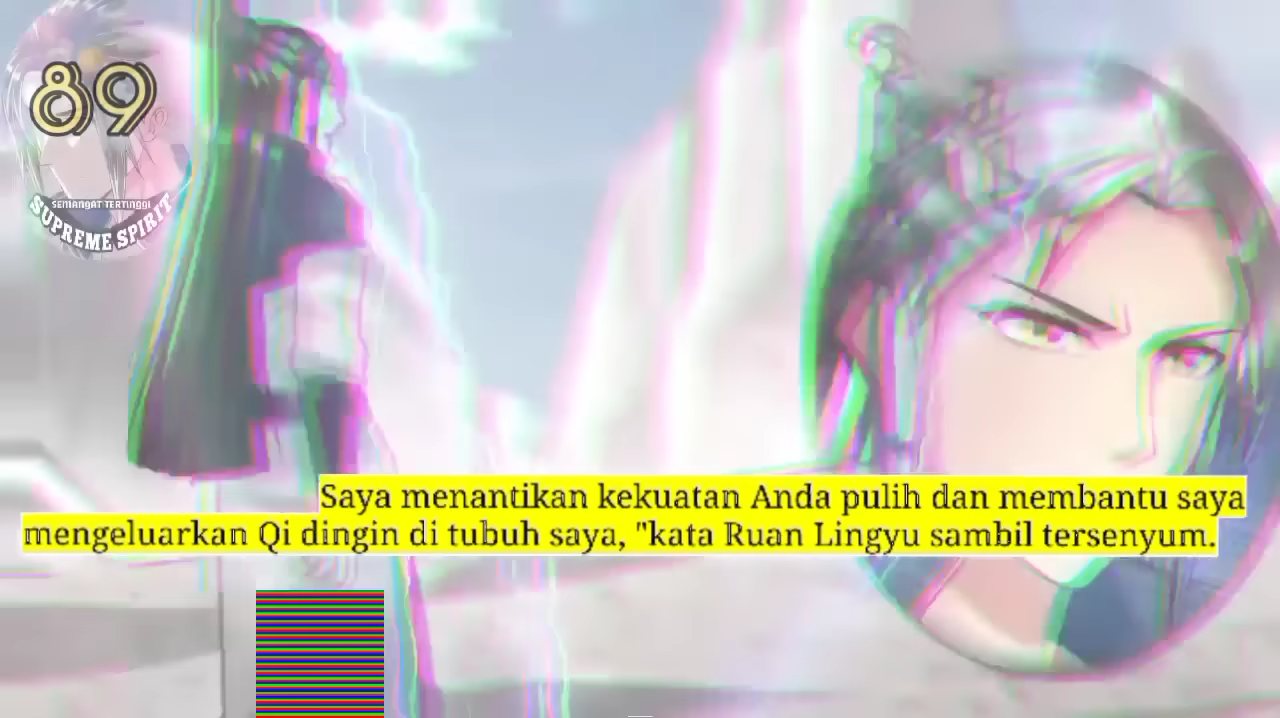 89
SEMANGAT TERTINGGI
SUPREME SPIRIT
Saya menantikan kekuatan Anda pulih dan membantu saya
mengeluarkan Qi dingin di tubuh saya, "kata Ruan Lingyu sambil tersenyum.